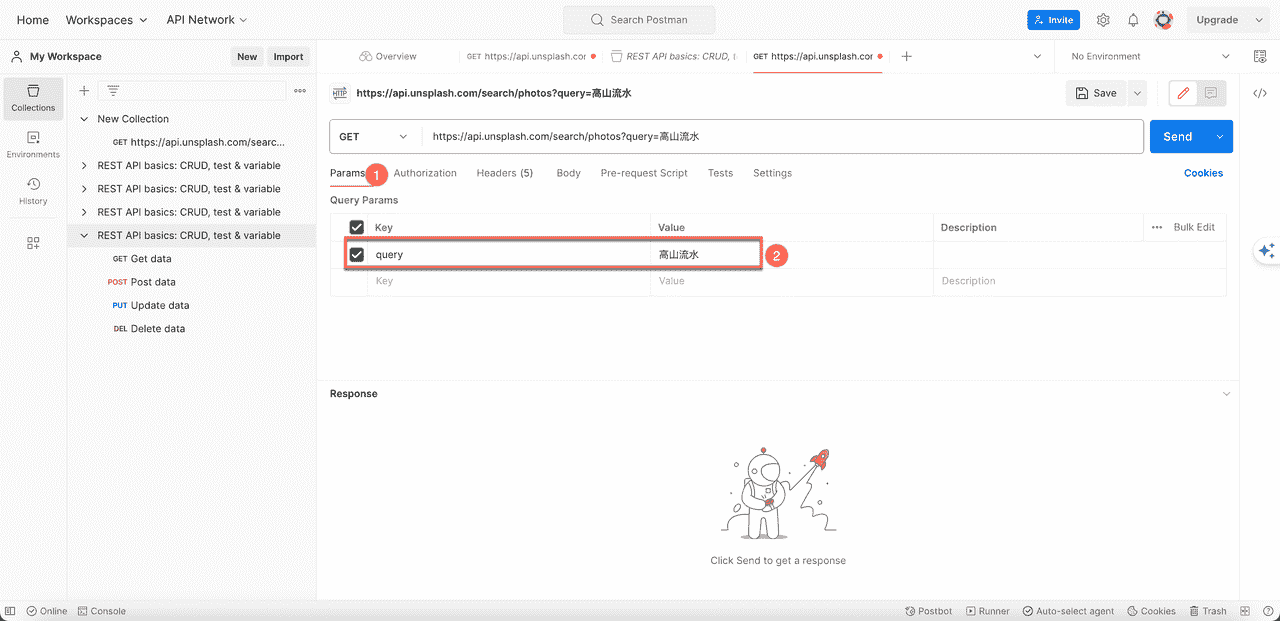 Home Workspaces API Network Search Postman Invite Upgrade
My Workspace New Import Overview GET https://api.unsplash.com REST API basics: CRUD, t GET https://api.unsplash.com No Environment
Collections
Environments
History
New Collection
GET https://api.unsplash.com/searc...
REST API basics: CRUD, test & variable
REST API basics: CRUD, test & variable
REST API basics: CRUD, test & variable
REST API basics: CRUD, test & variable
GET Get data
POST Post data
PUT Update data
DEL Delete data
HTTP https://api.unsplash.com/search/photos?query=高山流水 Save
GET https://api.unsplash.com/search/photos?query=高山流水 Send
Params 1 Authorization Headers (5) Body Pre-request Script Tests Settings Cookies
Query Params
Key Value Description Bulk Edit
query 高山流水 2
Key Value Description
Response
Click Send to get a response
Online Console Postbot Runner Auto-select agent Cookies Trash